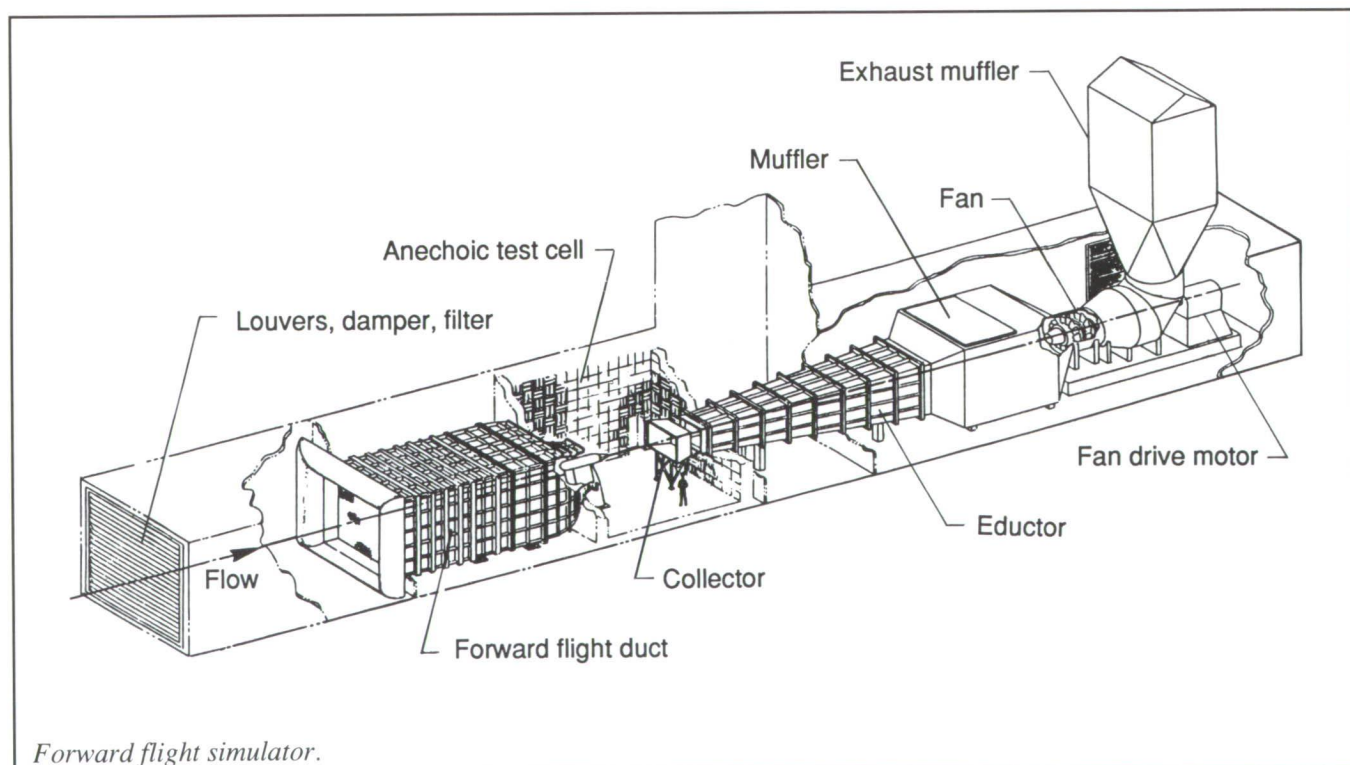 Exhaust muffler
Muffler
Fan
Anechoic test cell
Louvers, damper, filter
Fan drive motor
Eductor
Flow
Collector
Forward flight duct
Forward flight simulator.